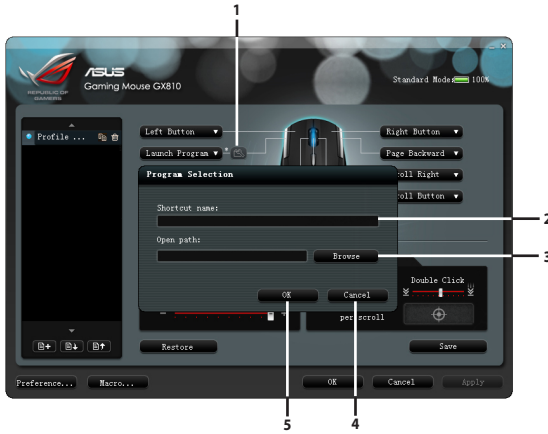 1
ASUS
Gaming Mouse GX810
REPUBLIC OF
GAMERS
Standard Mode 100%
Profile ...
Left Button
Right Button
Launch Program
Page Backward
Program Selection
oll Right
oll Button
Shortcut name:
2
Open path:
Browse
3
Double Click
OK
Cancel
per scroll
Restore
Save
Preference...
Macro...
OK
Cancel
Apply
5
4